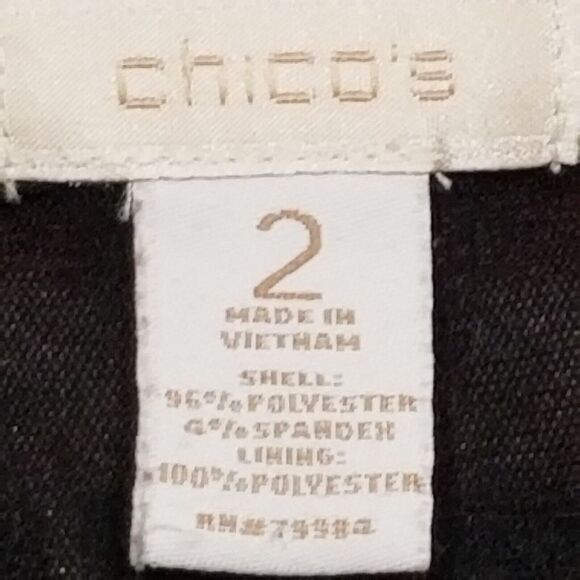 chico's
2
MADE IN
VIETNAM
SHELL:
96%POLYESTER
4%SPANDEX
LINING:
100%POLYESTER
RN#79984